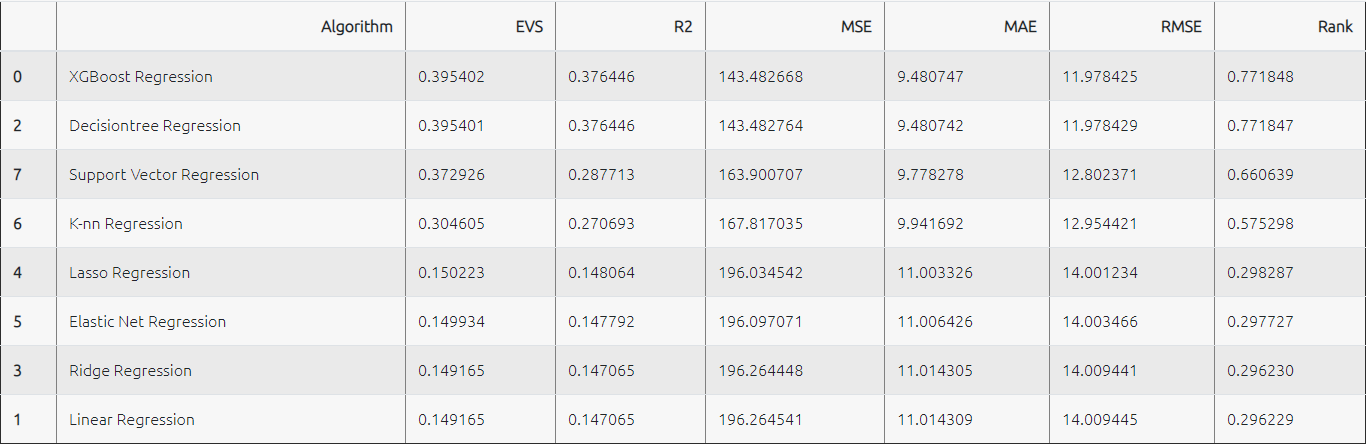 Algorithm EVS R2 MSE MAE RMSE Rank
0 XGBoost Regression 0.395402 0.376446 143.482668 9.480747 11.978425 0.771848
2 Decisiontree Regression 0.395401 0.376446 143.482764 9.480742 11.978429 0.771847
7 Support Vector Regression 0.372926 0.287713 163.900707 9.778278 12.802371 0.660639
6 K-nn Regression 0.304605 0.270693 167.817035 9.941692 12.954421 0.575298
4 Lasso Regression 0.150223 0.148064 196.034542 11.003326 14.001234 0.298287
5 Elastic Net Regression 0.149934 0.147792 196.097071 11.006426 14.003466 0.297727
3 Ridge Regression 0.149165 0.147065 196.264448 11.014305 14.009441 0.296230
1 Linear Regression 0.149165 0.147065 196.264541 11.014309 14.009445 0.296229